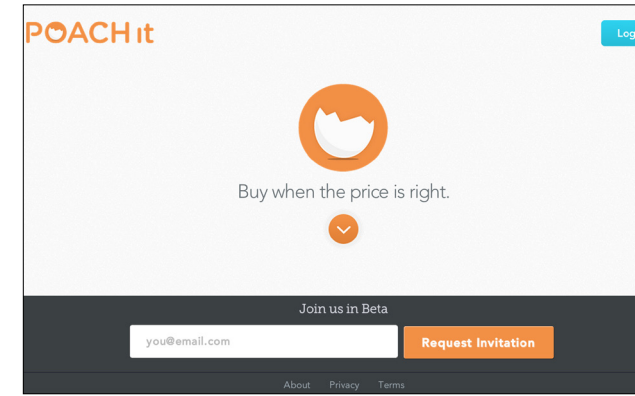 POACH it
Log
Buy when the price is right.
Join us in Beta
you@email.com
Request Invitation
About Privacy Terms